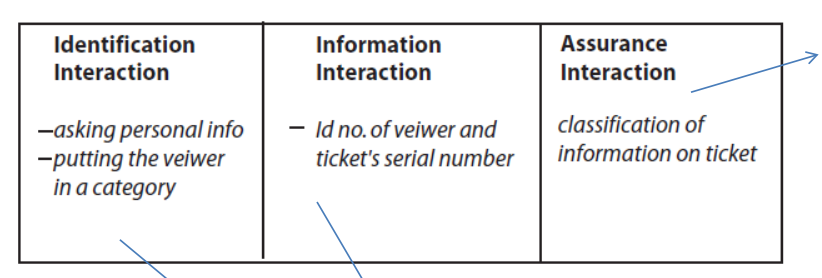 Identification
Interaction
—asking personal info
—putting the veiwer
in a category
Information
Interaction
— Id no. of veiwer and
ticket's serial number
Assurance
Interaction
classification of
information on ticket